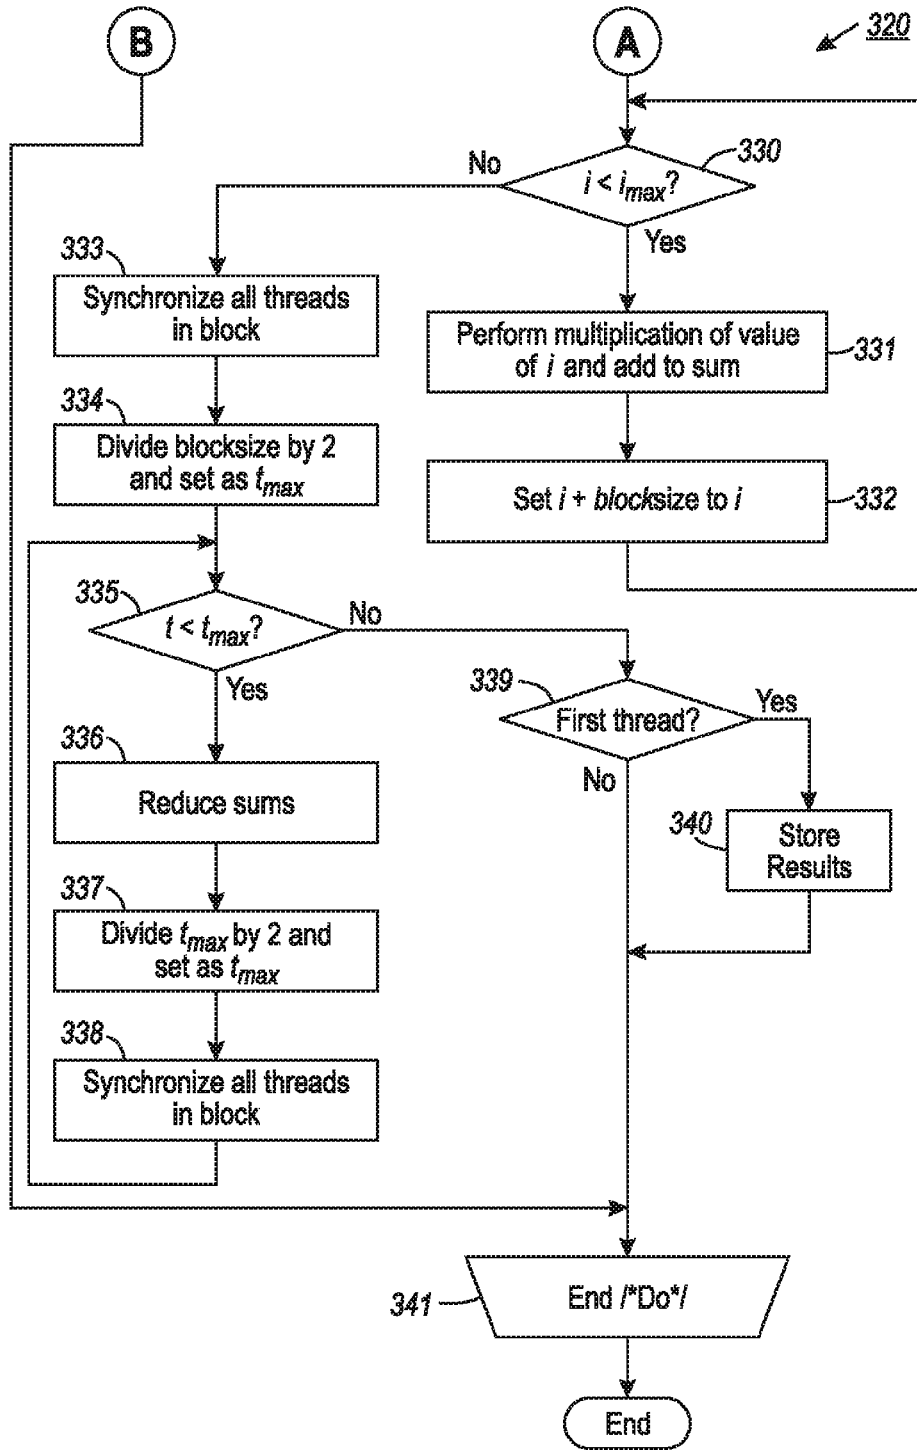 B
A
320
330
No
i < imax?
Yes
333
Synchronize all threads
in block
Perform multiplication of value
of i and add to sum
331
334
Divide blocksize by 2
and set as tmax
Set i + blocksize to i
332
335
t < tmax?
No
Yes
339
First thread?
Yes
No
336
Reduce sums
340
Store
Results
337
Divide tmax by 2 and
set as tmax
338
Synchronize all threads
in block
341
End /*Do*/
End